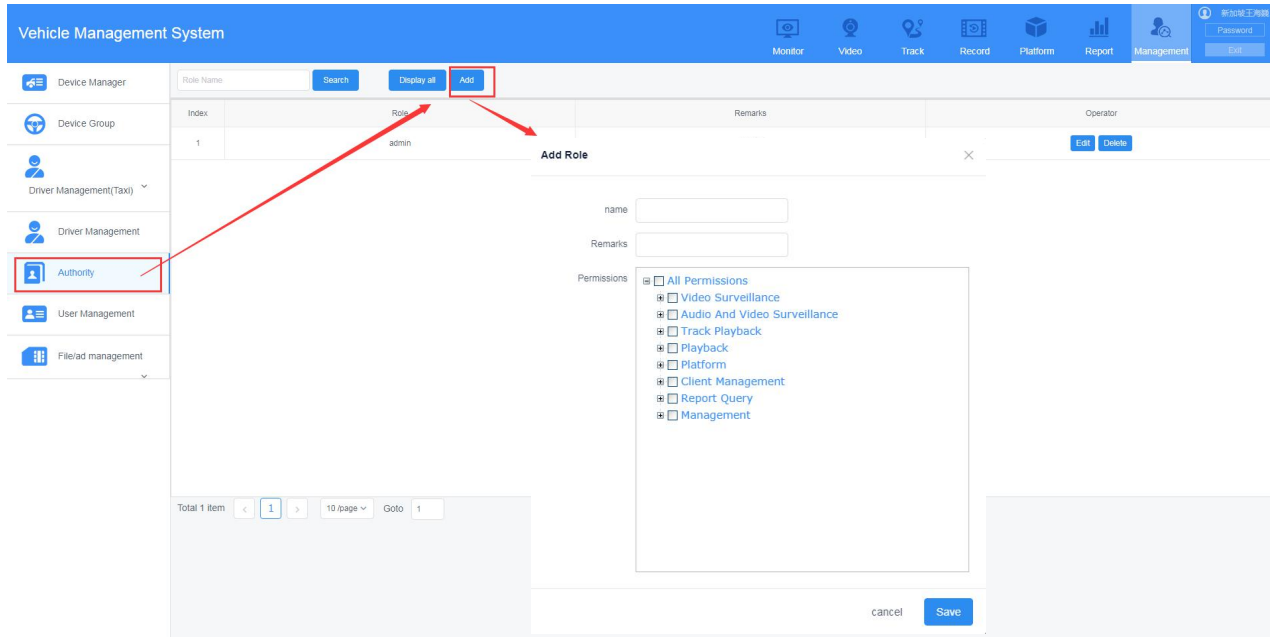 Vehicle Management System
Monitor
Video
Track
Record
Platform
Report
Management
新加坡王海鹏
Password
Exit
Device Manager
Device Group
Driver Management(Taxi)
Driver Management
Authority
User Management
File/ad management
Role Name
Search
Display all
Add
Index Role Remarks Operator
1 admin Edit Delete
Add Role
name
Remarks
Permissions
All Permissions
Video Surveillance
Audio And Video Surveillance
Track Playback
Playback
Platform
Client Management
Report Query
Management
cancel Save
Total 1 item < 1 > 10 /page Goto 1